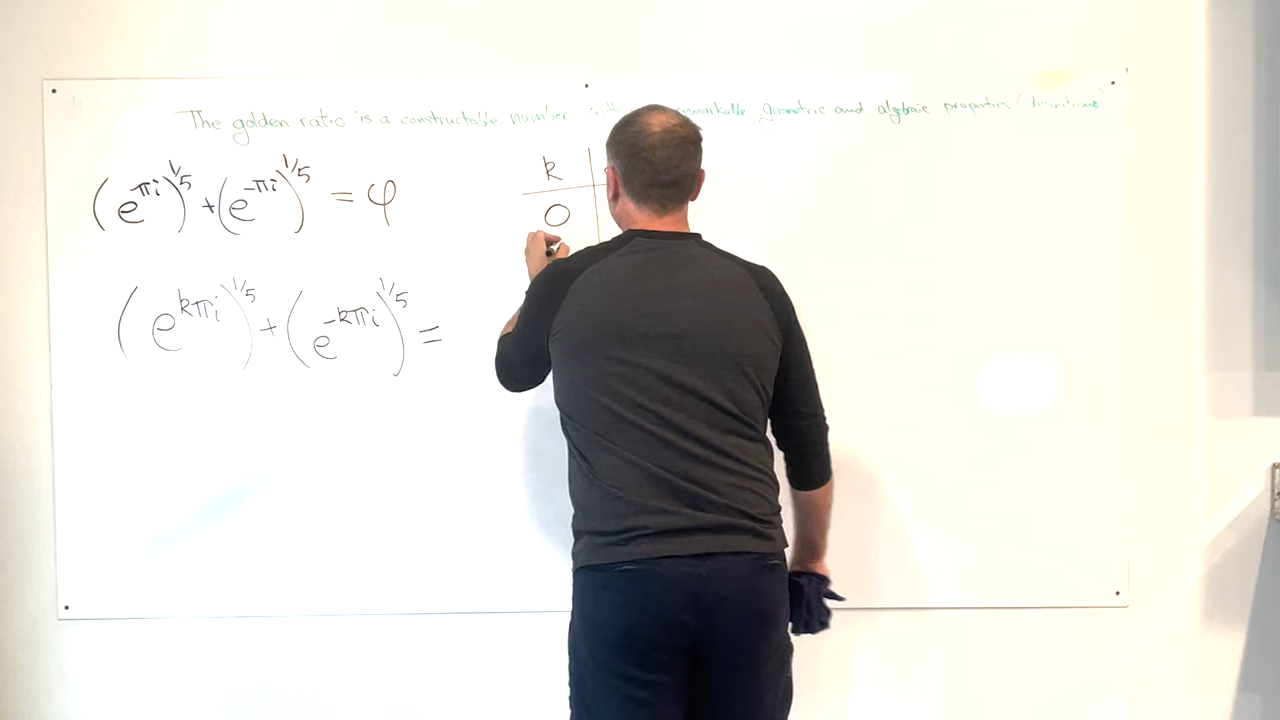 The golden ratio is a constructable number with remarkable geometric and algebraic properties
(e^πi)^1/5 + (e^-πi)^1/5 = φ
(e^kπi)^1/5 + (e^-kπi)^1/5 =
k
0